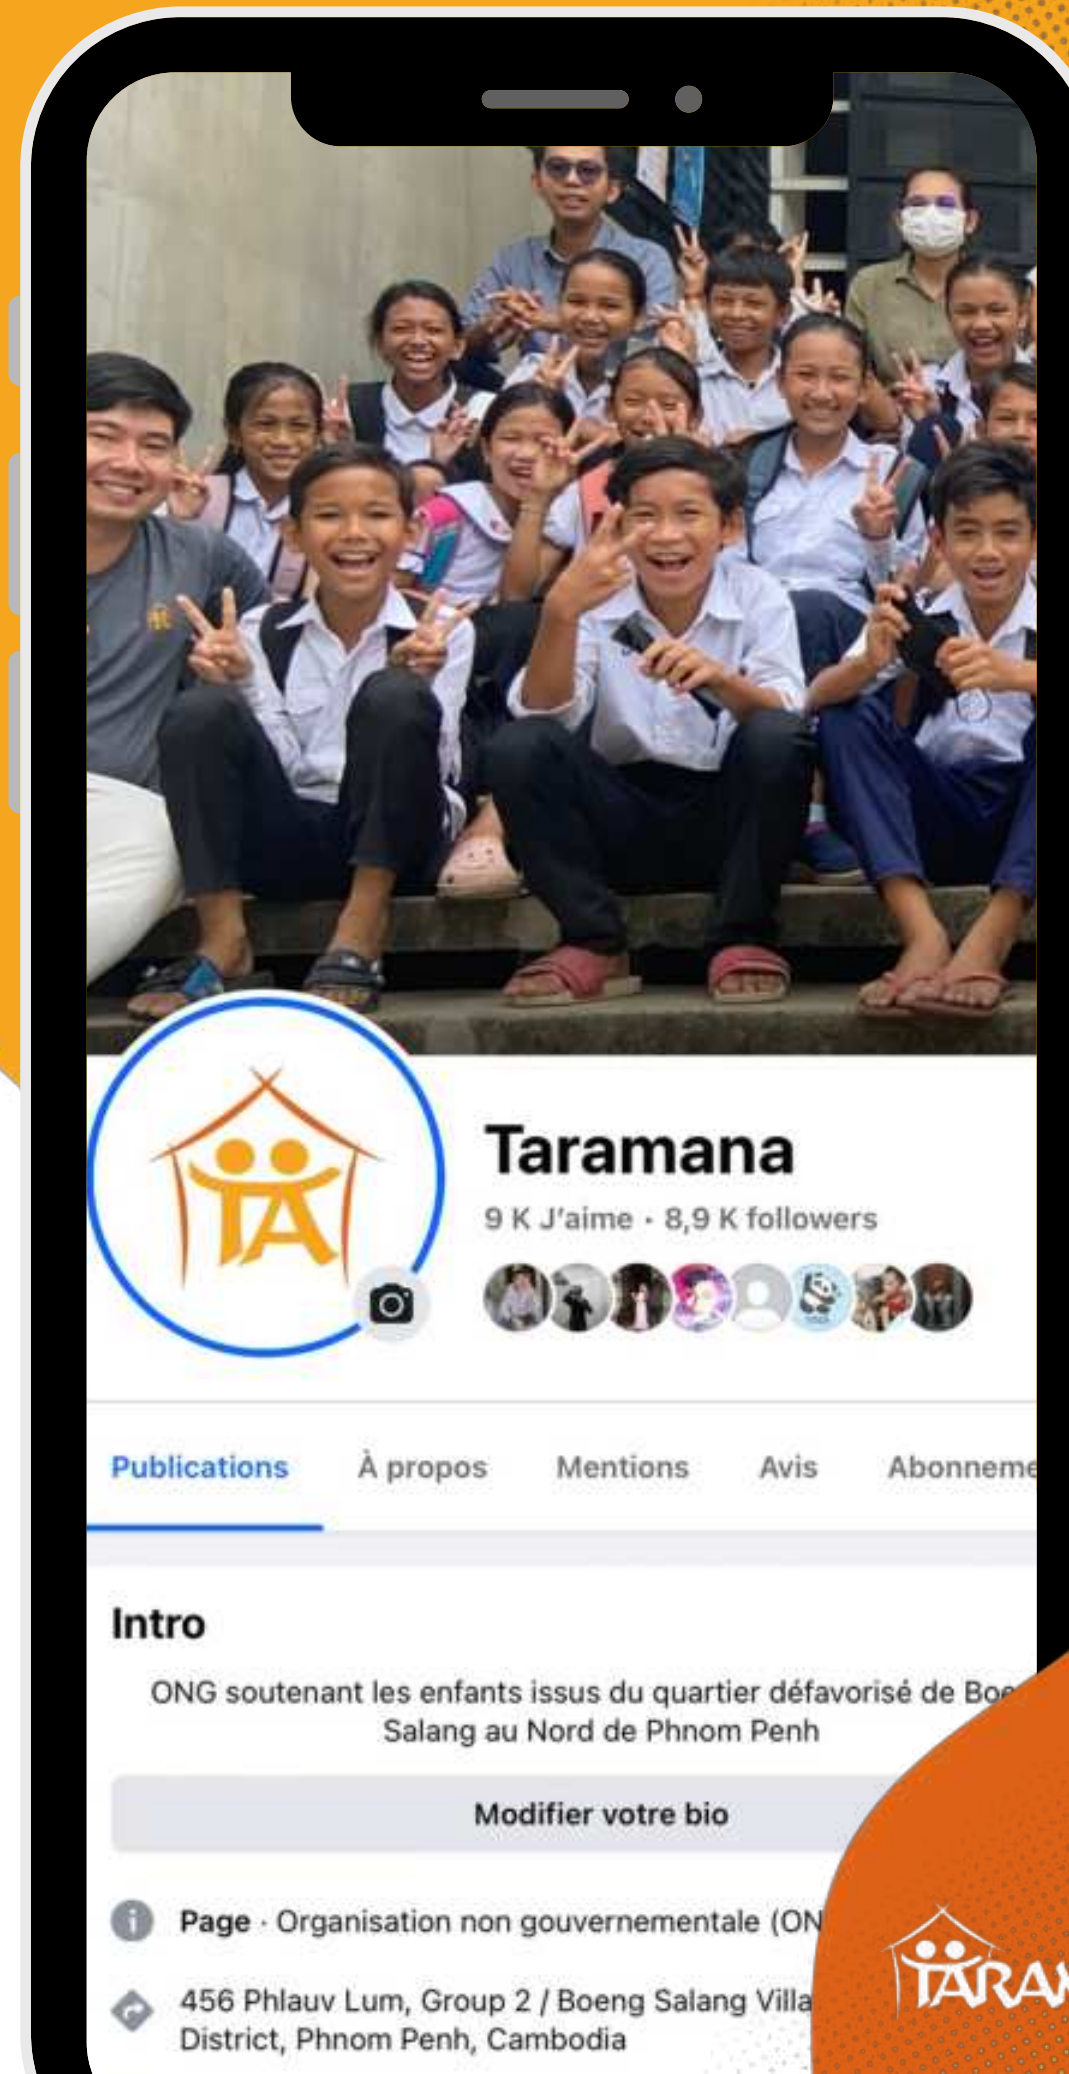 TA
Taramana
9 K J'aime · 8,9 K followers
Publications À propos Mentions Avis
Intro
ONG soutenant les enfants issus du quartier défavorisé de
Salang au Nord de Phnom Penh
Modifier votre bio
Page · Organisation non gouvernementale
456 Phlauv Lum, Group 2 / Boeng Salang
District, Phnom Penh, Cambodia